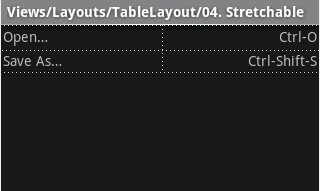 Views/Layouts/TableLayout/04. Stretchable
Open... Ctrl-O
Save As... Ctrl-Shift-S